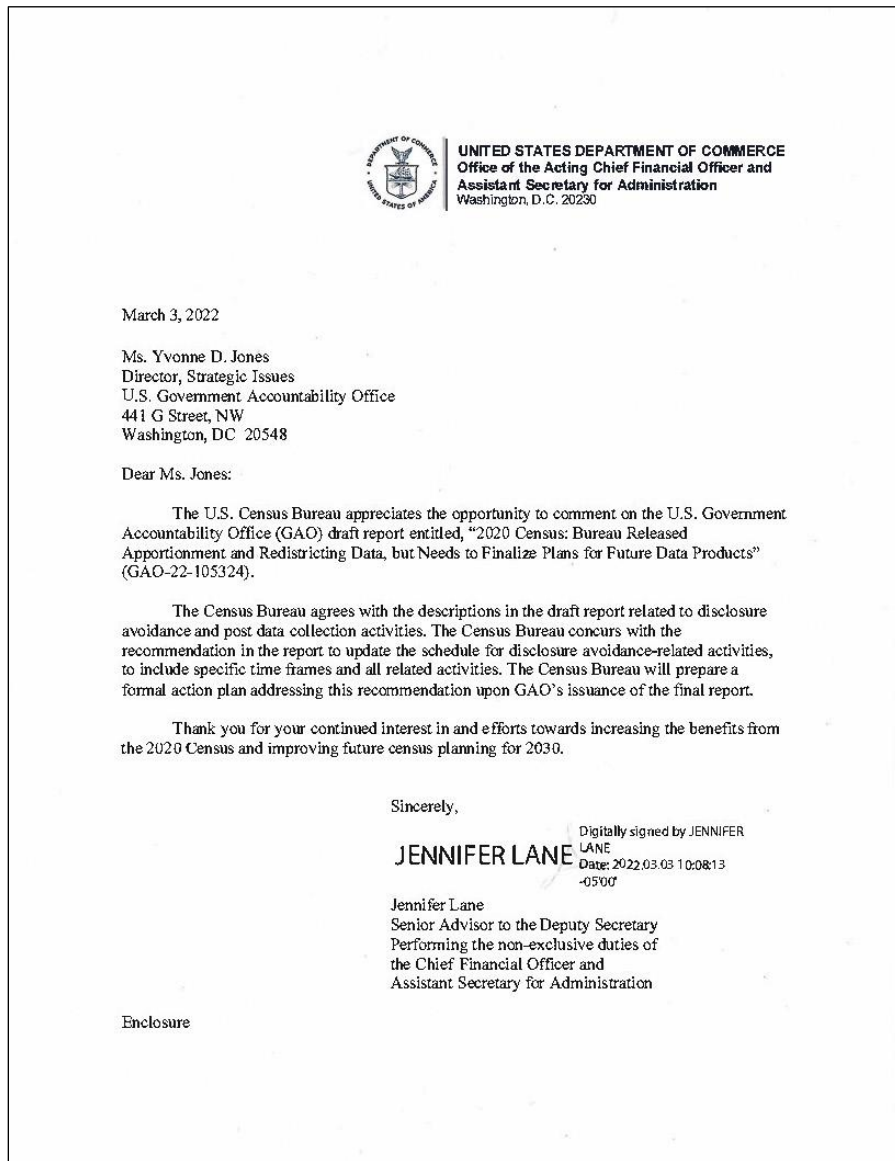 DEPARTMENT OF COMMERCE
UNITED STATES OF AMERICA
UNITED STATES DEPARTMENT OF COMMERCE
Office of the Acting Chief Financial Officer and
Assistant Secretary for Administration
Washington, D.C. 20230
March 3, 2022
Ms. Yvonne D. Jones
Director, Strategic Issues
U.S. Government Accountability Office
441 G Street, NW
Washington, DC 20548
Dear Ms. Jones:
The U.S. Census Bureau appreciates the opportunity to comment on the U.S. Government
Accountability Office (GAO) draft report entitled, “2020 Census: Bureau Released
Apportionment and Redistricting Data, but Needs to Finalize Plans for Future Data Products”
(GAO-22-105324).
The Census Bureau agrees with the descriptions in the draft report related to disclosure
avoidance and post data collection activities. The Census Bureau concurs with the
recommendation in the report to update the schedule for disclosure avoidance-related activities,
to include specific time frames and all related activities. The Census Bureau will prepare a
formal action plan addressing this recommendation upon GAO’s issuance of the final report.
Thank you for your continued interest in and efforts towards increasing the benefits from
the 2020 Census and improving future census planning for 2030.
Sincerely,
JENNIFER LANE
Digitally signed by JENNIFER
LANE
Date: 2022.03.03 10:08:13
-05'00'
Jennifer Lane
Senior Advisor to the Deputy Secretary
Performing the non-exclusive duties of
the Chief Financial Officer and
Assistant Secretary for Administration
Enclosure